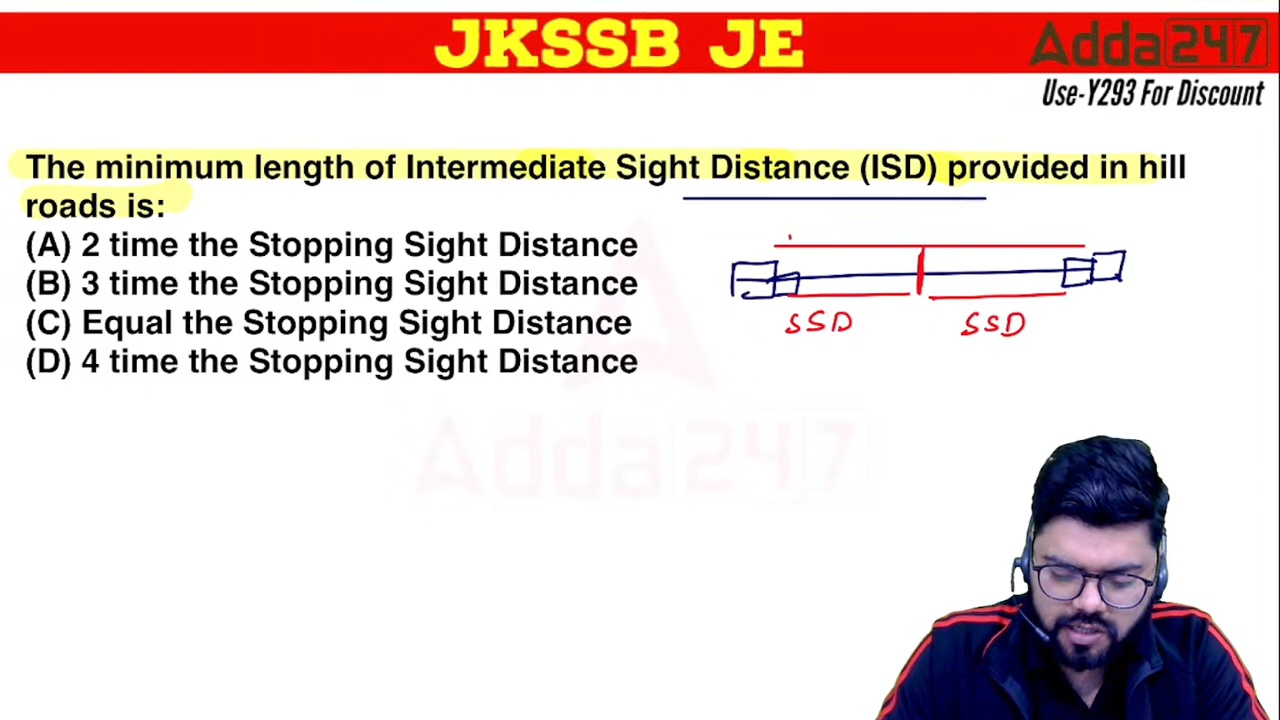 JKSSB JE
Adda247
Use-Y293 For Discount
The minimum length of Intermediate Sight Distance (ISD) provided in hill
roads is:
(A) 2 time the Stopping Sight Distance
(B) 3 time the Stopping Sight Distance
(C) Equal the Stopping Sight Distance
(D) 4 time the Stopping Sight Distance
SSD SSD
Adda247